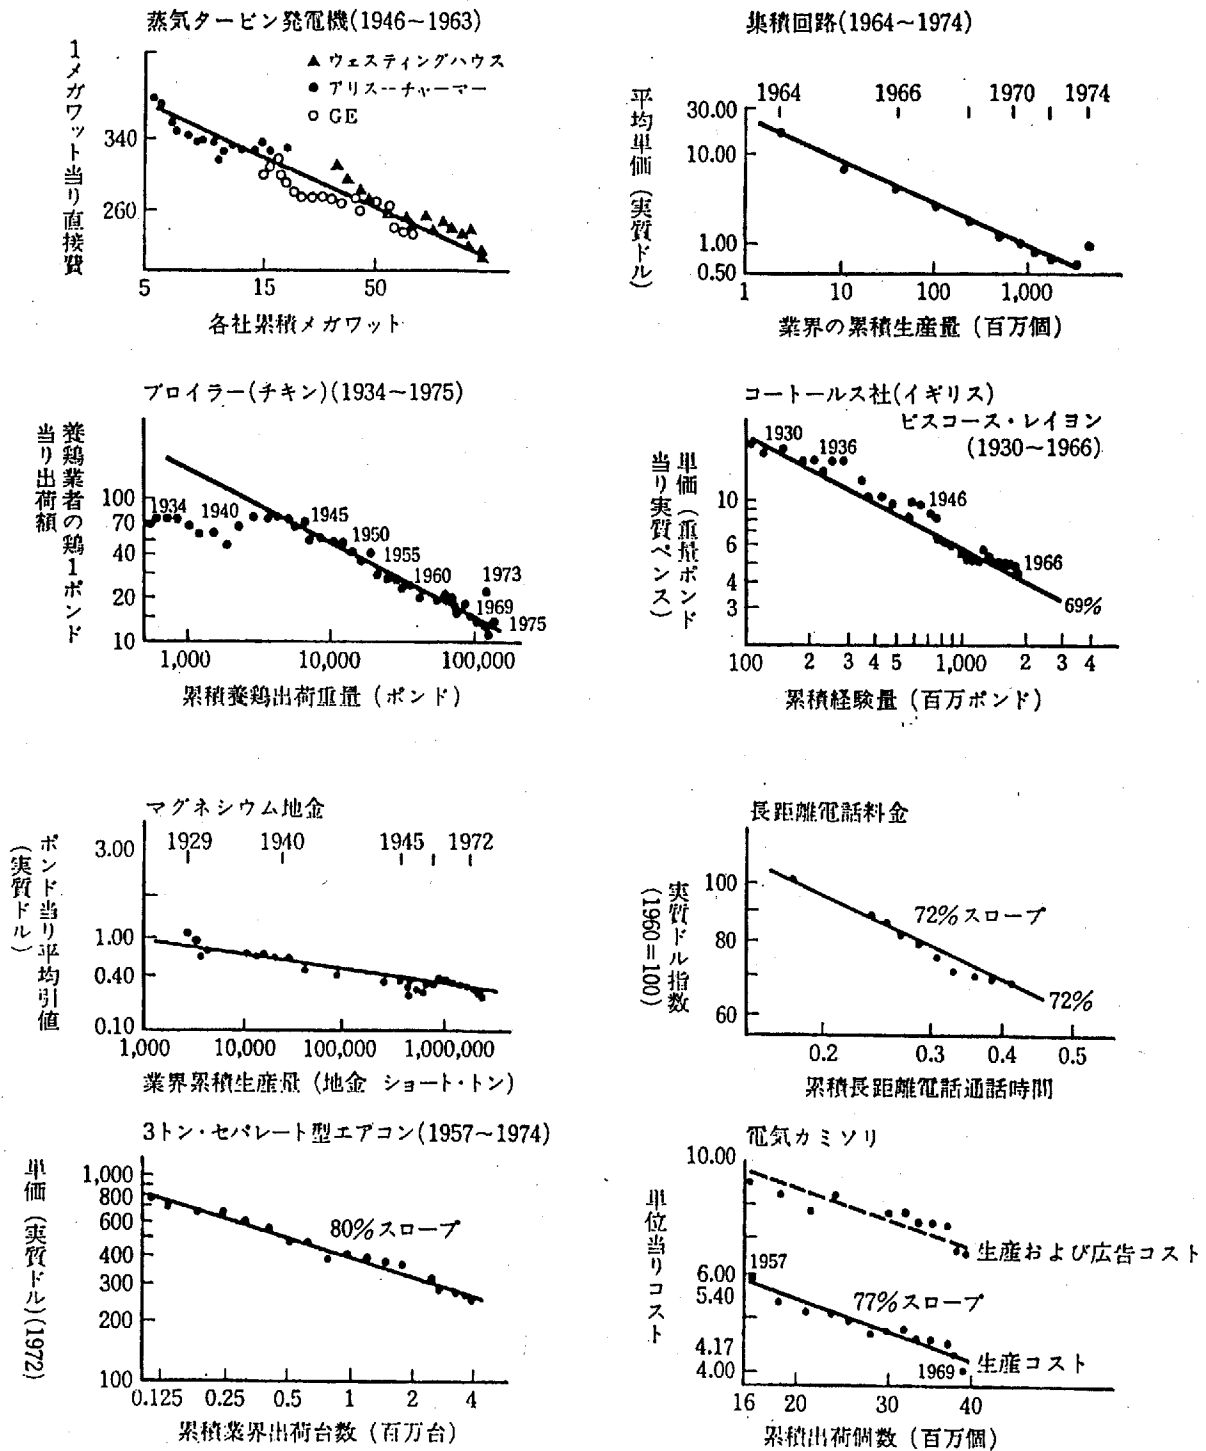 蒸気タービン発電機(1946〜1963)
1メガワット当り直接費
▲ ウェスティングハウス
● アリス-チャーマー
○ GE
340
260
5 15 50
各社累積メガワット
集積回路(1964〜1974)
平均単価(実質ドル)
1964 1966 1970 1974
30.00
10.00
1.00
0.50
1 10 100 1,000
業界の累積生産量(百万個)
ブロイラー(チキン)(1934〜1975)
養鶏業者の鶏1ポンド
当り出荷額
100
70
40
20
10
1934 1940 1945
1950
1955
1960
1973
1969
1975
1,000 10,000 100,000
累積養鶏出荷重量(ポンド)
コートールス社(イギリス)
ビスコース・レイヨン
(1930〜1966)
単価(重量ポンド
当り実質ペンス)
10
6
4
3
1930
1936
1946
1966
69%
100 2 3 4 5 1,000 2 3 4
累積経験量(百万ポンド)
マグネシウム地金
ポンド当り平均引値
(実質ドル)
1929 1940 1945 1972
3.00
1.00
0.40
0.10
1,000 10,000 100,000 1,000,000
業界累積生産量(地金 ショート・トン)
長距離電話料金
実質ドル指数
(1960=100)
100
80
60
72%スロープ
72%
0.2 0.3 0.4 0.5
累積長距離電話通話時間
3トン・セパレート型エアコン(1957〜1974)
単価(実質ドル)(1972)
1,000
800
600
400
300
200
100
80%スロープ
0.125 0.25 0.5 1 2 4
累積業界出荷台数(百万台)
電気カミソリ
単位当りコスト
10.00
6.00
5.40
4.17
4.00
生産および広告コスト
1957
77%スロープ
生産コスト
1969
16 20 30 40
累積出荷個数(百万個)